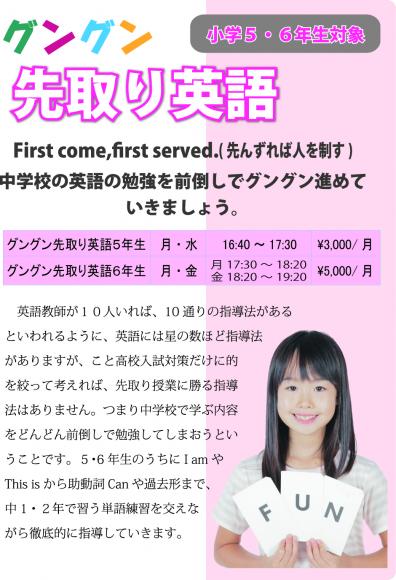 グングン
小学５・６年生対象
先取り英語
First come,first served.(先んずれば人を制す)
中学校の英語の勉強を前倒しでグングン進めて
いきましょう。
グングン先取り英語5年生 月・水 16:40 〜 17:30 ¥3,000/ 月
グングン先取り英語6年生 月・金 月 17:30 〜 18:20 ¥5,000/ 月
金 18:20 〜 19:20
英語教師が１０人いれば、10 通りの指導法がある
といわれるように、英語には星の数ほど指導法
がありますが、こと高校入試対策だけに的
を絞って考えれば、先取り授業に勝る指導
法はありません。つまり中学校で学ぶ内容
をどんどん前倒しで勉強してしまおうとい
うことです。５･６年生のうちに I am や
This is から助動詞 Can や過去形まで、
中１・２年で習う単語練習を交えな
がら徹底的に指導していきます。
F U N